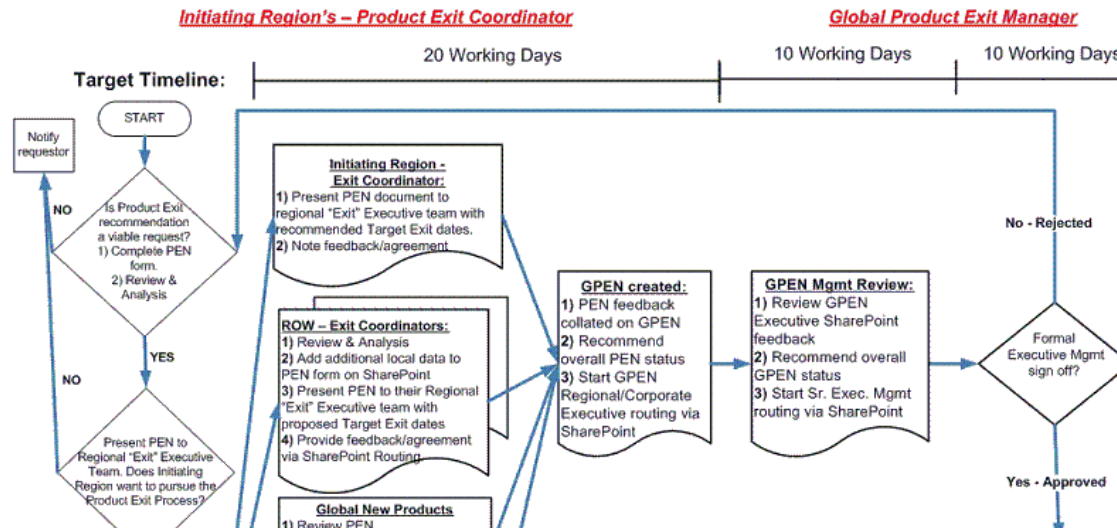 Initiating Region's – Product Exit Coordinator
Global Product Exit Manager
20 Working Days
10 Working Days
10 Working Days
Target Timeline:
START
Notify
requestor
NO
Is Product Exit
recommendation
a viable request?
1) Complete PEN
form.
2) Review &
Analysis
YES
NO
Present PEN to
Regional "Exit" Executive
Team. Does Initiating
Region want to pursue the
Product Exit Process?
Initiating Region -
Exit Coordinator:
1) Present PEN document to
regional "Exit" Executive team with
recommended Target Exit dates.
2) Note feedback/agreement
ROW – Exit Coordinators:
1) Review & Analysis
2) Add additional local data to
PEN form on SharePoint
3) Present PEN to their Regional
"Exit" Executive team with
proposed Target Exit dates
4) Provide feedback/agreement
via SharePoint Routing
Global New Products
1) Review PEN
GPEN created:
1) PEN feedback
collated on GPEN
2) Recommend
overall PEN status
3) Start GPEN
Regional/Corporate
Executive routing via
SharePoint
GPEN Mgmt Review:
1) Review GPEN
Executive SharePoint
feedback
2) Recommend overall
GPEN status
3) Start Sr. Exec. Mgmt
routing via SharePoint
No - Rejected
Formal
Executive Mgmt
sign off?
Yes - Approved